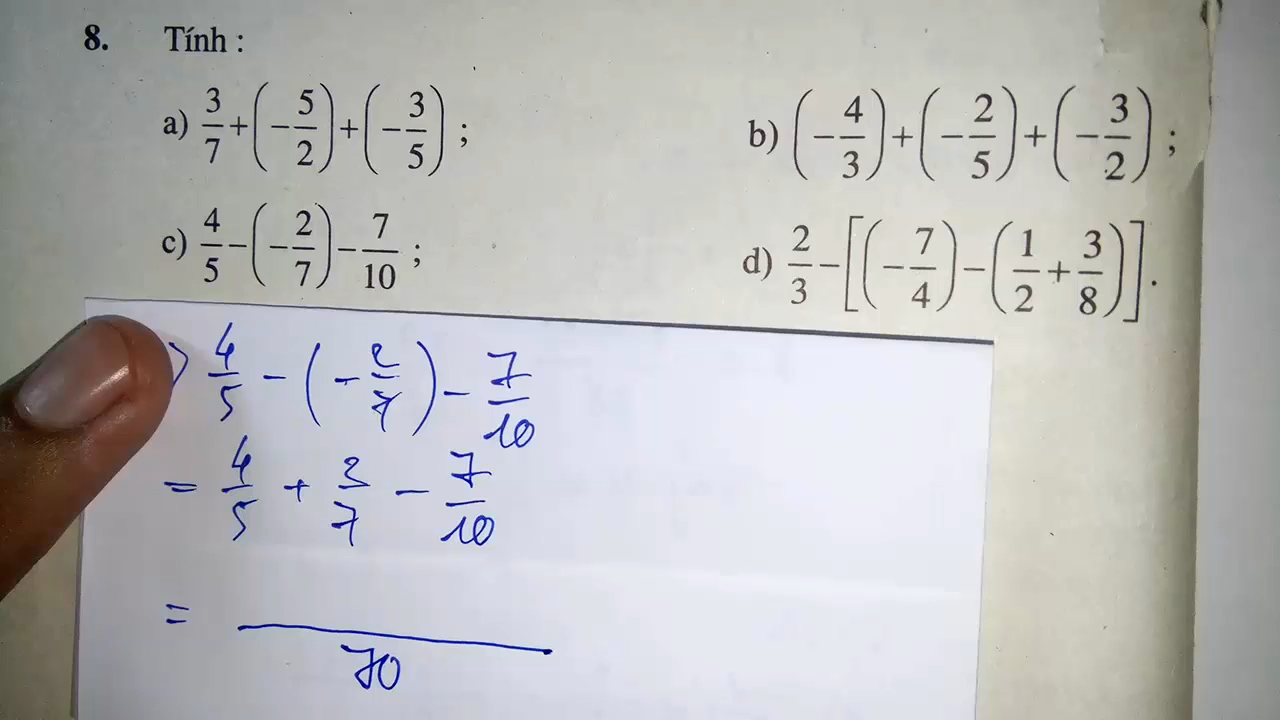 8. Tính :
a) 3/7 + (-5/2) + (-3/5) ;
b) (-4/3) + (-2/5) + (-3/2) ;
c) 4/5 - (-2/7) - 7/10 ;
d) 2/3 - [(-7/4) - (1/2 + 3/8)].
) 4/5 - (-2/7) - 7/10
= 4/5 + 2/7 - 7/10
= /70